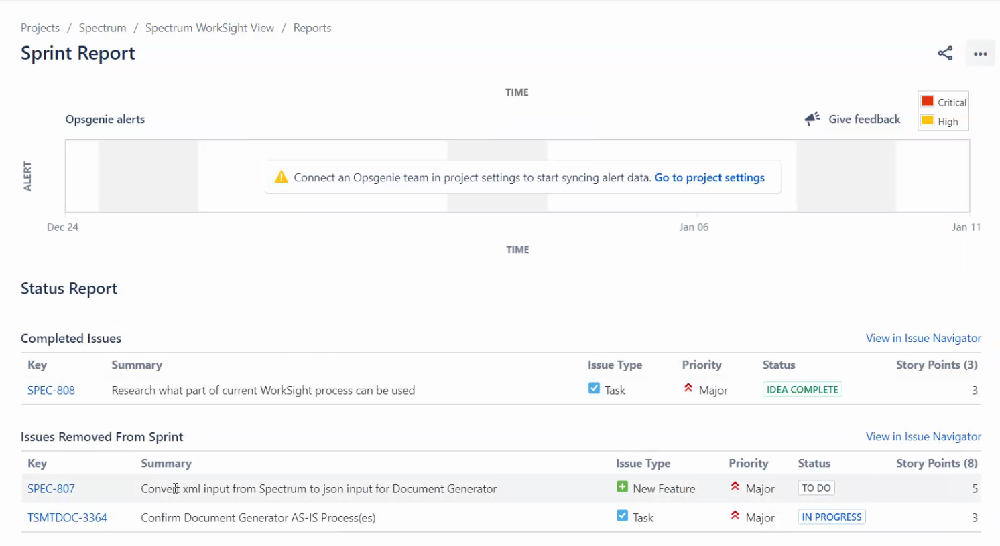 Projects / Spectrum / Spectrum WorkSight View / Reports
Sprint Report
TIME
Opsgenie alerts
Give feedback
Critical
High
ALERT
Connect an Opsgenie team in project settings to start syncing alert data. Go to project settings
Dec 24 Jan 06 Jan 11
TIME
Status Report
Completed Issues View in Issue Navigator
Key Summary Issue Type Priority Status Story Points (3)
SPEC-808 Research what part of current WorkSight process can be used Task Major IDEA COMPLETE 3
Issues Removed From Sprint View in Issue Navigator
Key Summary Issue Type Priority Status Story Points (8)
SPEC-807 Convert xml input from Spectrum to json input for Document Generator New Feature Major TO DO 5
TSMTDOC-3364 Confirm Document Generator AS-IS Process(es) Task Major IN PROGRESS 3